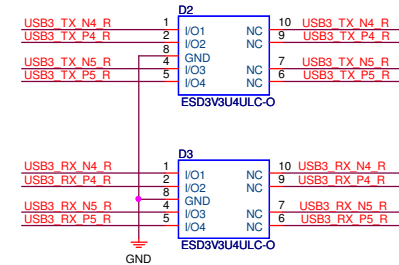 D2
USB3_TX_N4_R 1 I/O1 NC 10 USB3_TX_N4_R
USB3_TX_P4_R 2 I/O2 NC 9 USB3_TX_P4_R
8 GND
USB3_TX_N5_R 4 I/O3 NC 7 USB3_TX_N5_R
USB3_TX_P5_R 5 I/O4 NC 6 USB3_TX_P5_R
ESD3V3U4ULC-O
D3
USB3_RX_N4_R 1 I/O1 NC 10 USB3_RX_N4_R
USB3_RX_P4_R 2 I/O2 NC 9 USB3_RX_P4_R
8 GND
USB3_RX_N5_R 4 I/O3 NC 7 USB3_RX_N5_R
USB3_RX_P5_R 5 I/O4 NC 6 USB3_RX_P5_R
ESD3V3U4ULC-O
GND